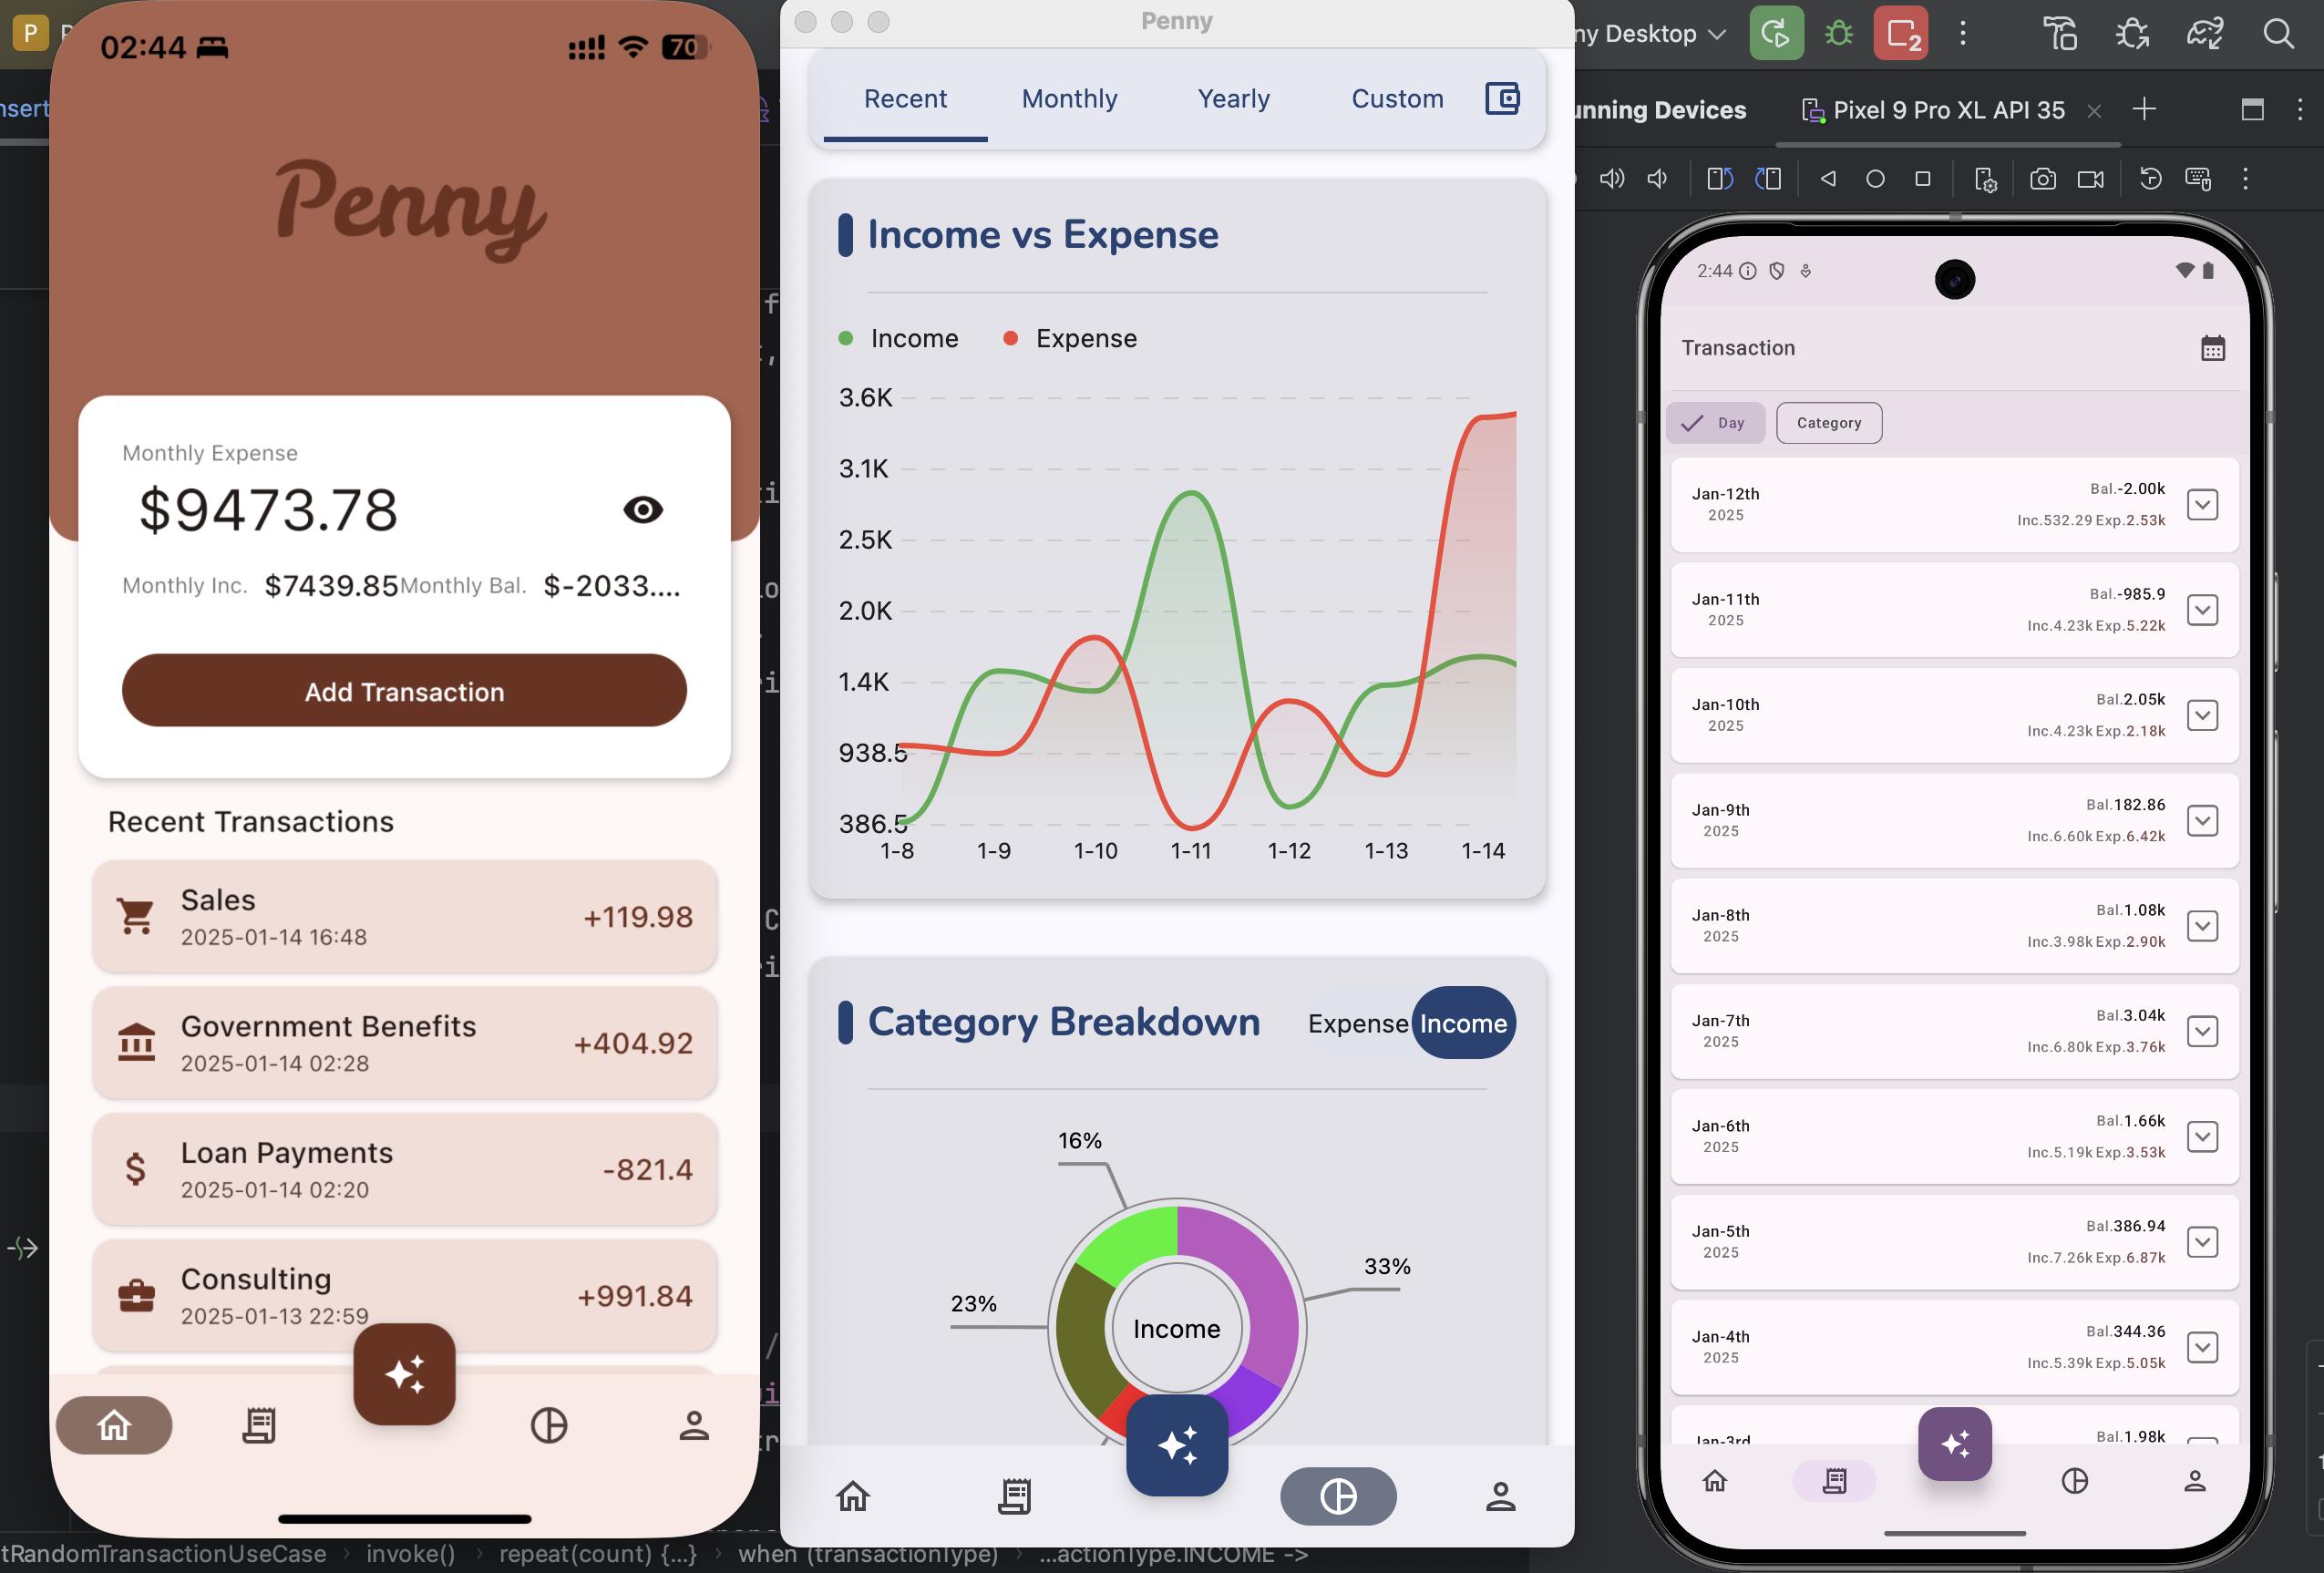 02:44
70
Penny
Monthly Expense
$9473.78
Monthly Inc. $7439.85 Monthly Bal. $-2033....
Add Transaction
Recent Transactions
Sales
2025-01-14 16:48
+119.98
Government Benefits
2025-01-14 02:28
+404.92
Loan Payments
2025-01-14 02:20
-821.4
Consulting
2025-01-13 22:59
+991.84
Penny
Recent Monthly Yearly Custom
Income vs Expense
Income Expense
3.6K
3.1K
2.5K
2.0K
1.4K
938.5
386.5
1-8 1-9 1-10 1-11 1-12 1-13 1-14
Category Breakdown
Expense Income
16%
33%
23%
Income
P
nsert
ny Desktop
2
unning Devices
Pixel 9 Pro XL API 35
2:44
Transaction
Day Category
Jan-12th
2025
Bal.-2.00k
Inc.532.29 Exp.2.53k
Jan-11th
2025
Bal.-985.9
Inc.4.23k Exp.5.22k
Jan-10th
2025
Bal.2.05k
Inc.4.23k Exp.2.18k
Jan-9th
2025
Bal.182.86
Inc.6.60k Exp.6.42k
Jan-8th
2025
Bal.1.08k
Inc.3.98k Exp.2.90k
Jan-7th
2025
Bal.3.04k
Inc.6.80k Exp.3.76k
Jan-6th
2025
Bal.1.66k
Inc.5.19k Exp.3.53k
Jan-5th
2025
Bal.386.94
Inc.7.26k Exp.6.87k
Jan-4th
2025
Bal.344.36
Inc.5.39k Exp.5.05k
Jan-3rd
Bal.1.98k
tRandomTransactionUseCase › invoke() › repeat(count) {...} › when (transactionType) › ...actionType.INCOME ->